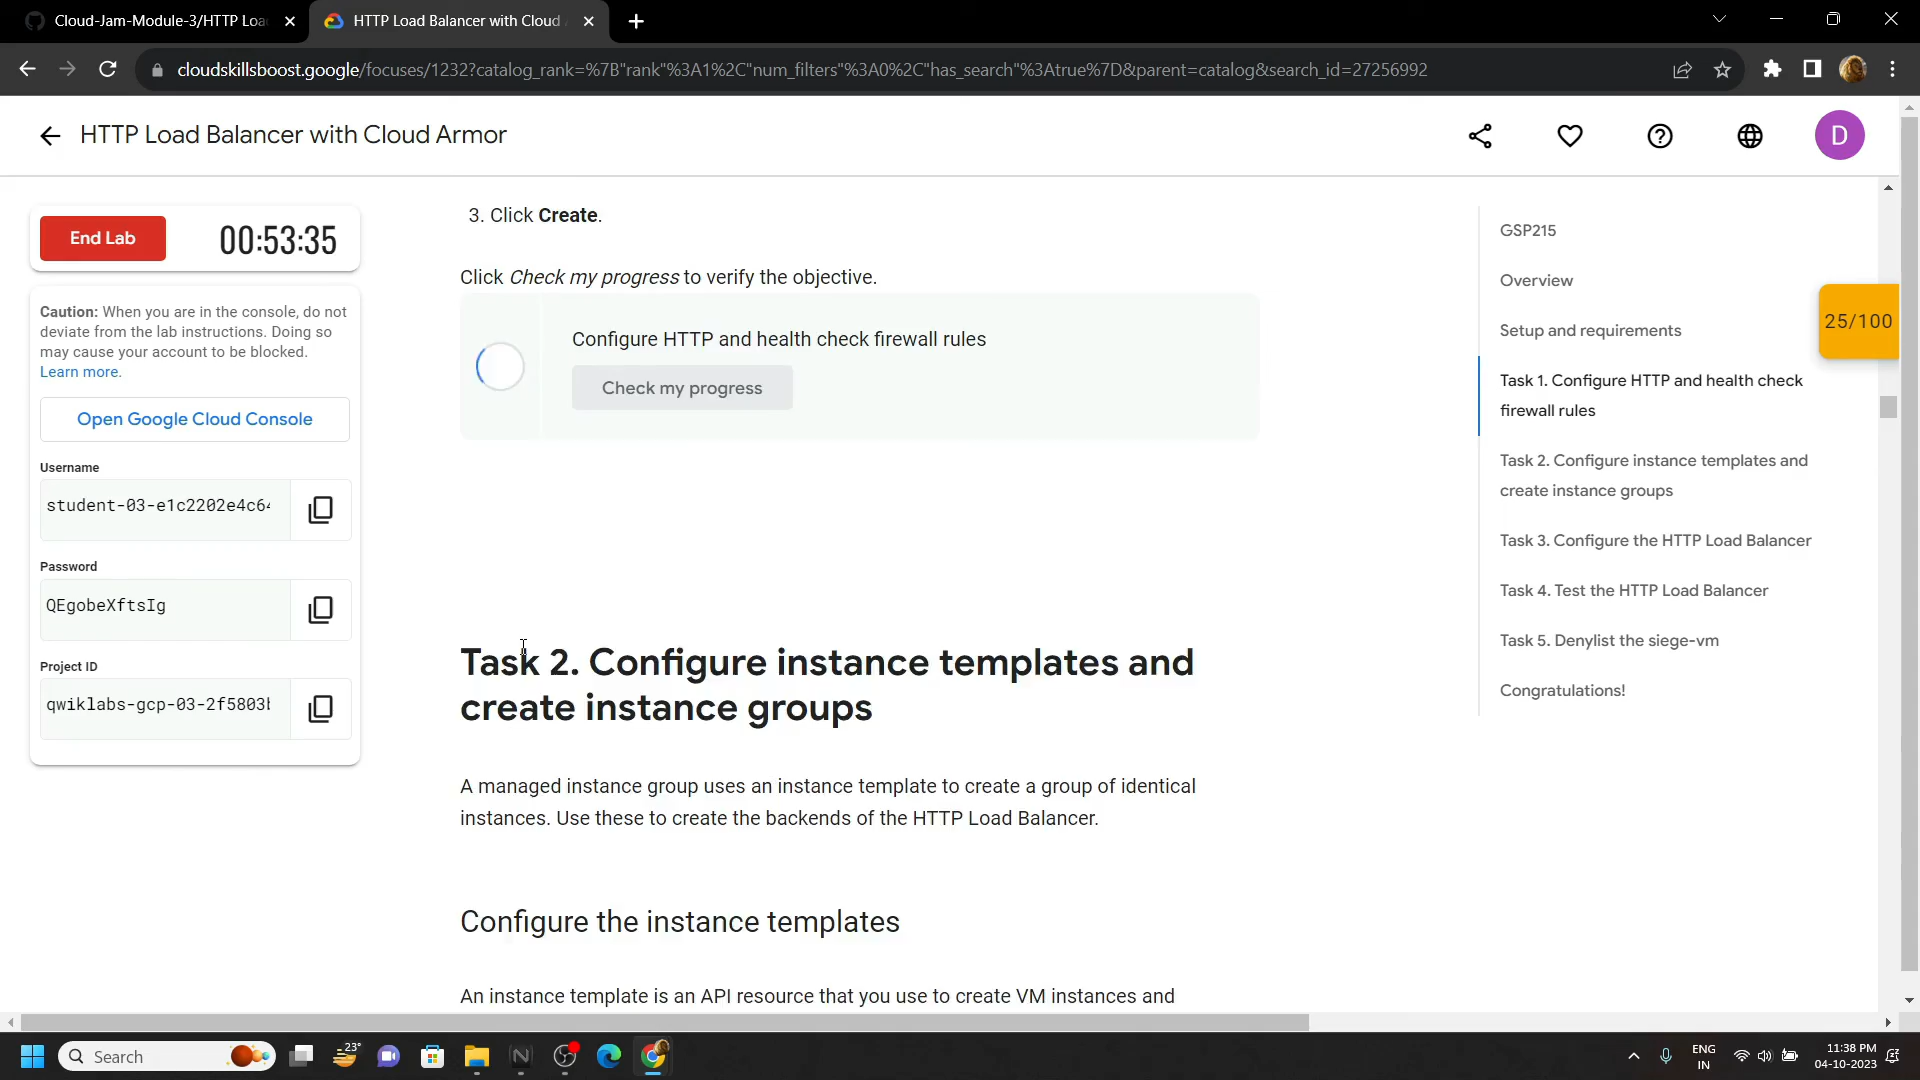 Cloud-Jam-Module-3/HTTP Loa
HTTP Load Balancer with Cloud
cloudskillsboost.google/focuses/1232?catalog_rank=%7B"rank"%3A1%2C"num_filters"%3A0%2C"has_search"%3Atrue%7D&parent=catalog&search_id=27256992
HTTP Load Balancer with Cloud Armor
D
End Lab
00:53:35
Caution: When you are in the console, do not
deviate from the lab instructions. Doing so
may cause your account to be blocked.
Learn more.
Open Google Cloud Console
Username
student-03-e1c2202e4c64
Password
QEgobeXftsIg
Project ID
qwiklabs-gcp-03-2f5803b
3. Click Create.
Click Check my progress to verify the objective.
Configure HTTP and health check firewall rules
Check my progress
Task 2. Configure instance templates and
create instance groups
A managed instance group uses an instance template to create a group of identical
instances. Use these to create the backends of the HTTP Load Balancer.
Configure the instance templates
An instance template is an API resource that you use to create VM instances and
GSP215
Overview
Setup and requirements
Task 1. Configure HTTP and health check
firewall rules
Task 2. Configure instance templates and
create instance groups
Task 3. Configure the HTTP Load Balancer
Task 4. Test the HTTP Load Balancer
Task 5. Denylist the siege-vm
Congratulations!
25/100
Search
23°
ENG
IN
11:38 PM
04-10-2023